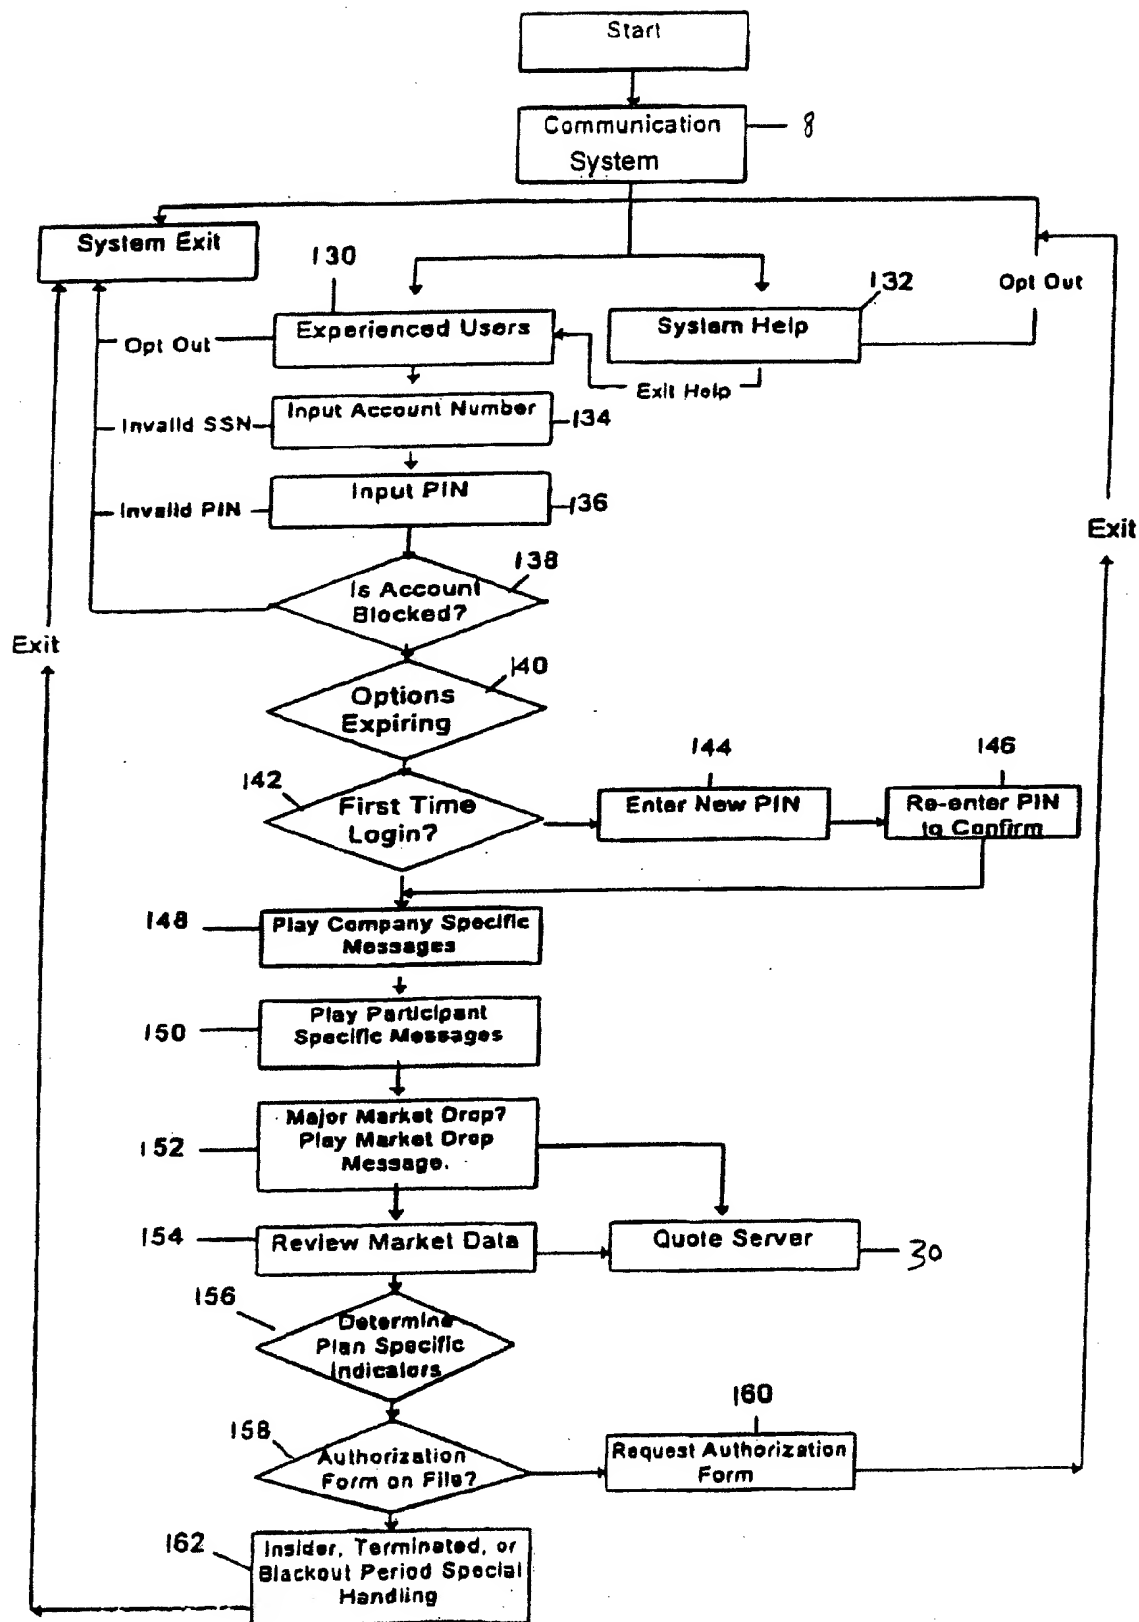 Start
Communication
System
8
System Exit
130
132
Opt Out
Experienced Users
System Help
Opt Out
Exit Help
Input Account Number
134
Invalid SSN
Input PIN
136
Invalid PIN
138
Is Account
Blocked?
Exit
Exit
140
Options
Expiring
142
First Time
Login?
144
Enter New PIN
146
Re-enter PIN
to Confirm
148
Play Company Specific
Messages
150
Play Participant
Specific Messages
152
Major Market Drop?
Play Market Drop
Message.
154
Review Market Data
Quote Server
30
156
Determine
Plan Specific
Indicators
158
Authorization
Form on File?
160
Request Authorization
Form
162
Insider, Terminated, or
Blackout Period Special
Handling